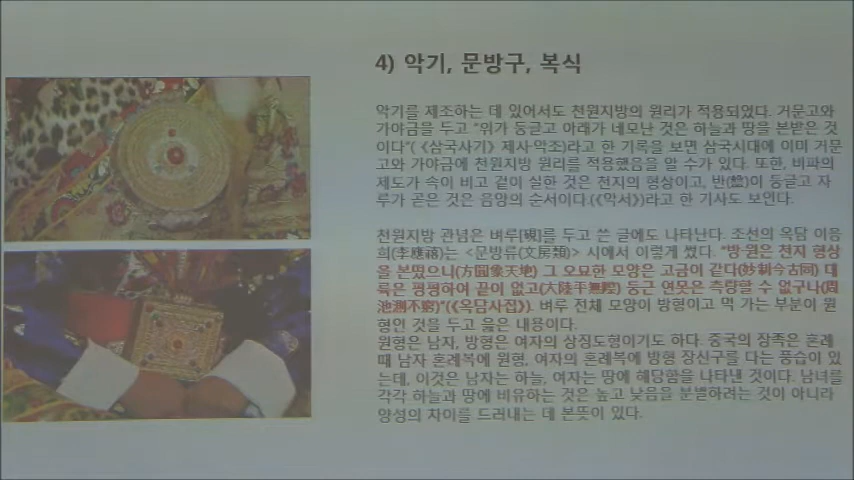 4) 악기, 문방구, 복식
악기를 제조하는 데 있어서도 천원지방의 원리가 적용되었다. 거문고와
가야금을 두고 "위가 둥글고 아래가 네모난 것은 하늘과 땅을 본받은 것
이다"(《삼국사기》 제사·악조)라고 한 기록을 보면 삼국시대에 이미 거문
고와 가야금에 천원지방 원리를 적용했음을 알 수가 있다. 또한, 비파의
제도가 속이 비고 겉이 실한 것은 천지의 형상이고, 반(盤)이 둥글고 자
루가 곧은 것은 음양의 순서이다.(《악서》)라고 한 기사도 보인다.
천원지방 관념은 벼루[硯]를 두고 쓴 글에도 나타난다. 조선의 옥담 이응
희(李應禧)는 <문방류(文房類)> 시에서 이렇게 썼다. "방·원은 천지 형상
을 본떴으니(方圓象天地) 그 오묘한 모양은 고금이 같다(妙制今古同) 대
륙은 평평하여 끝이 없고(大陸平無際) 둥근 연못은 측량할 수 없구나(圓
池測不窮)"(《옥담사집》). 벼루 전체 모양이 방형이고 먹 가는 부분이 원
형인 것을 두고 읊은 내용이다.
원형은 남자, 방형은 여자의 상징도형이기도 하다. 중국의 장족은 혼례
때 남자 혼례복에 원형, 여자의 혼례복에 방형 장신구를 다는 풍습이 있
는데, 이것은 남자는 하늘, 여자는 땅에 해당함을 나타낸 것이다. 남녀를
각각 하늘과 땅에 비유하는 것은 높고 낮음을 분별하려는 것이 아니라
양성의 차이를 드러내는 데 본뜻이 있다.